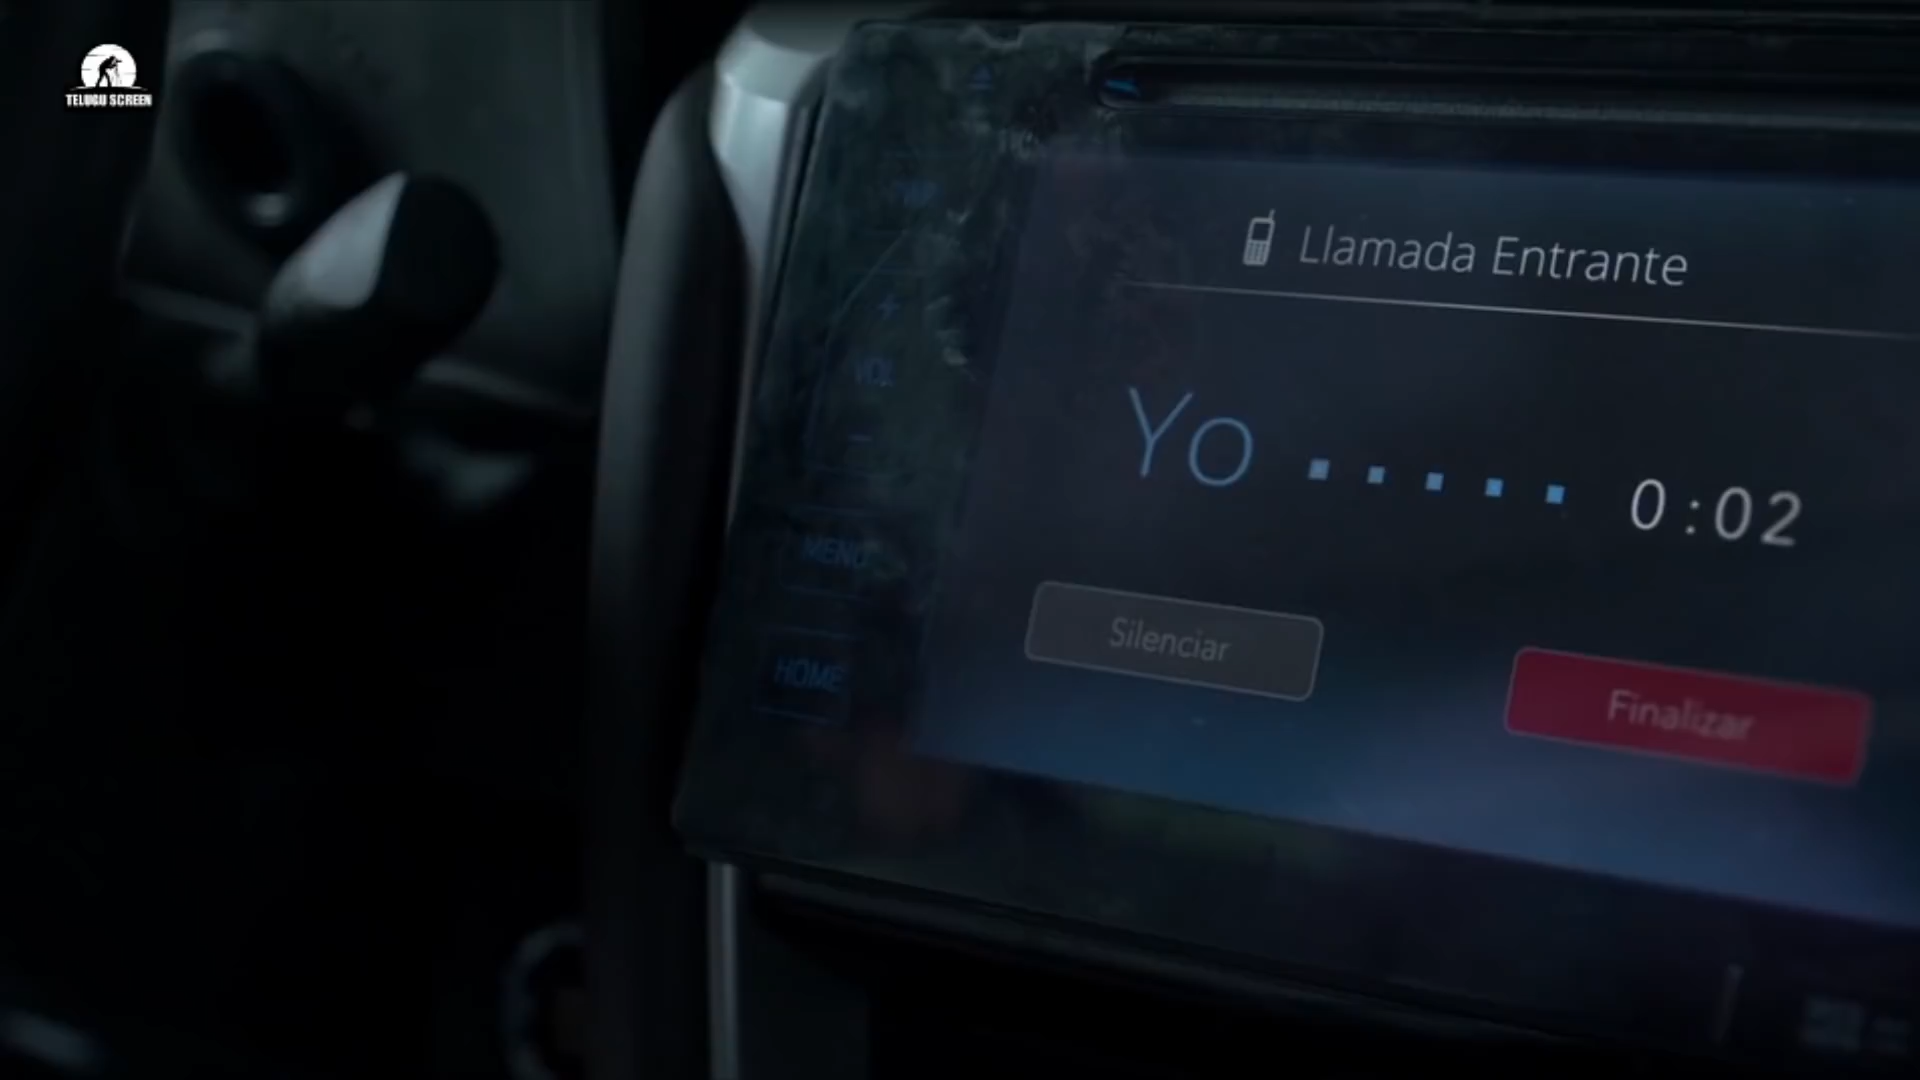 TELUGU SCREEN
Llamada Entrante
Yo ..... 0:02
VOL
MENU
Silenciar
HOME
Finalizar